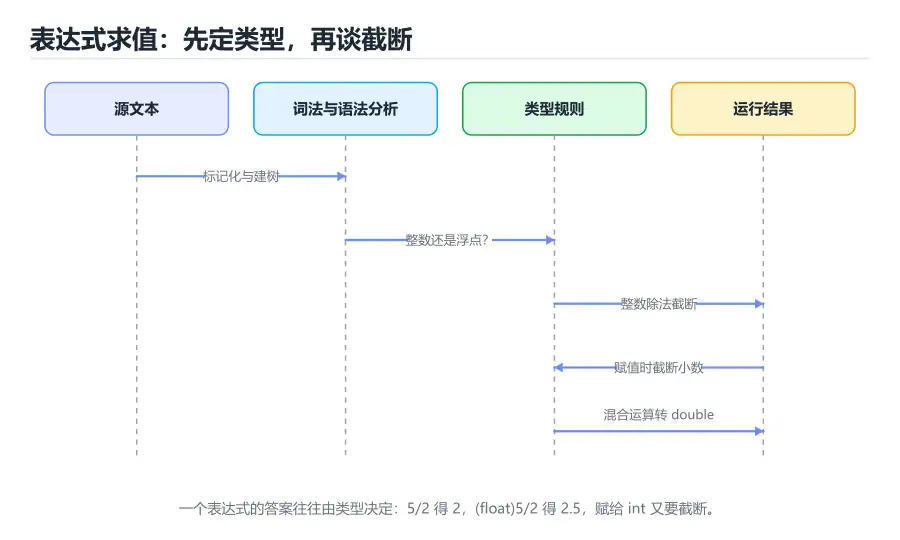 表达式求值：先定类型，再谈截断
源文本
词法与语法分析
类型规则
运行结果
标记化与建树
整数还是浮点？
整数除法截断
赋值时截断小数
混合运算转 double
一个表达式的答案往往由类型决定：5/2 得 2，(float)5/2 得 2.5，赋给 int 又要截断。